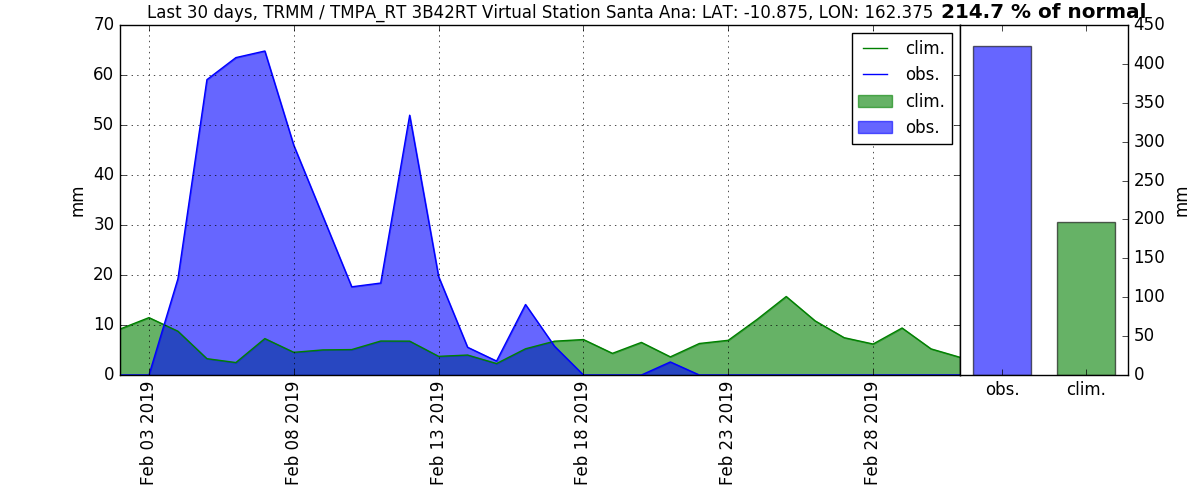 Last 30 days, TRMM / TMPA_RT 3B42RT Virtual Station Santa Ana: LAT: -10.875, LON: 162.375 214.7 % of normal
70
60
50
40
30
20
10
0
mm
clim.
obs.
clim.
obs.
Feb 03 2019
Feb 08 2019
Feb 13 2019
Feb 18 2019
Feb 23 2019
Feb 28 2019
450
400
350
300
250
200
150
100
50
0
mm
obs.
clim.